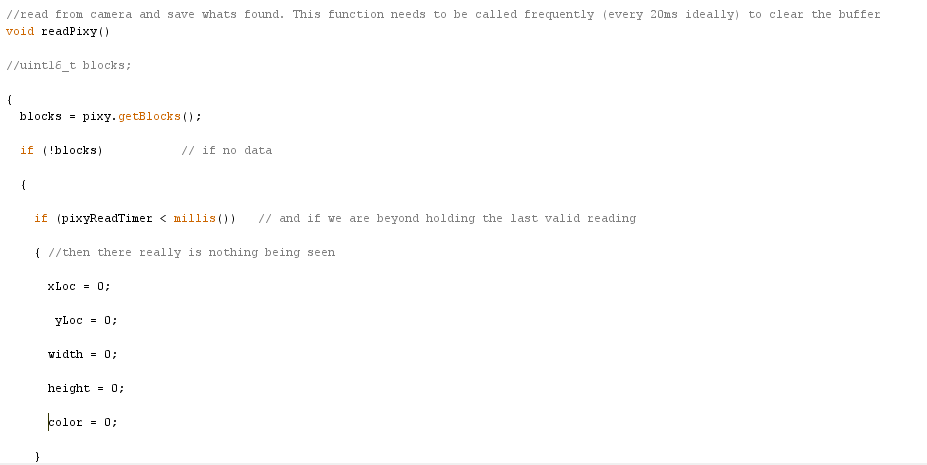 //read from camera and save whats found. This function needs to be called frequently (every 20ms ideally) to clear the buffer
void readPixy()
//uint16_t blocks;
{
blocks = pixy.getBlocks();
if (!blocks) // if no data
{
if (pixyReadTimer < millis()) // and if we are beyond holding the last valid reading
{ //then there really is nothing being seen
xLoc = 0;
yLoc = 0;
width = 0;
height = 0;
color = 0;
}